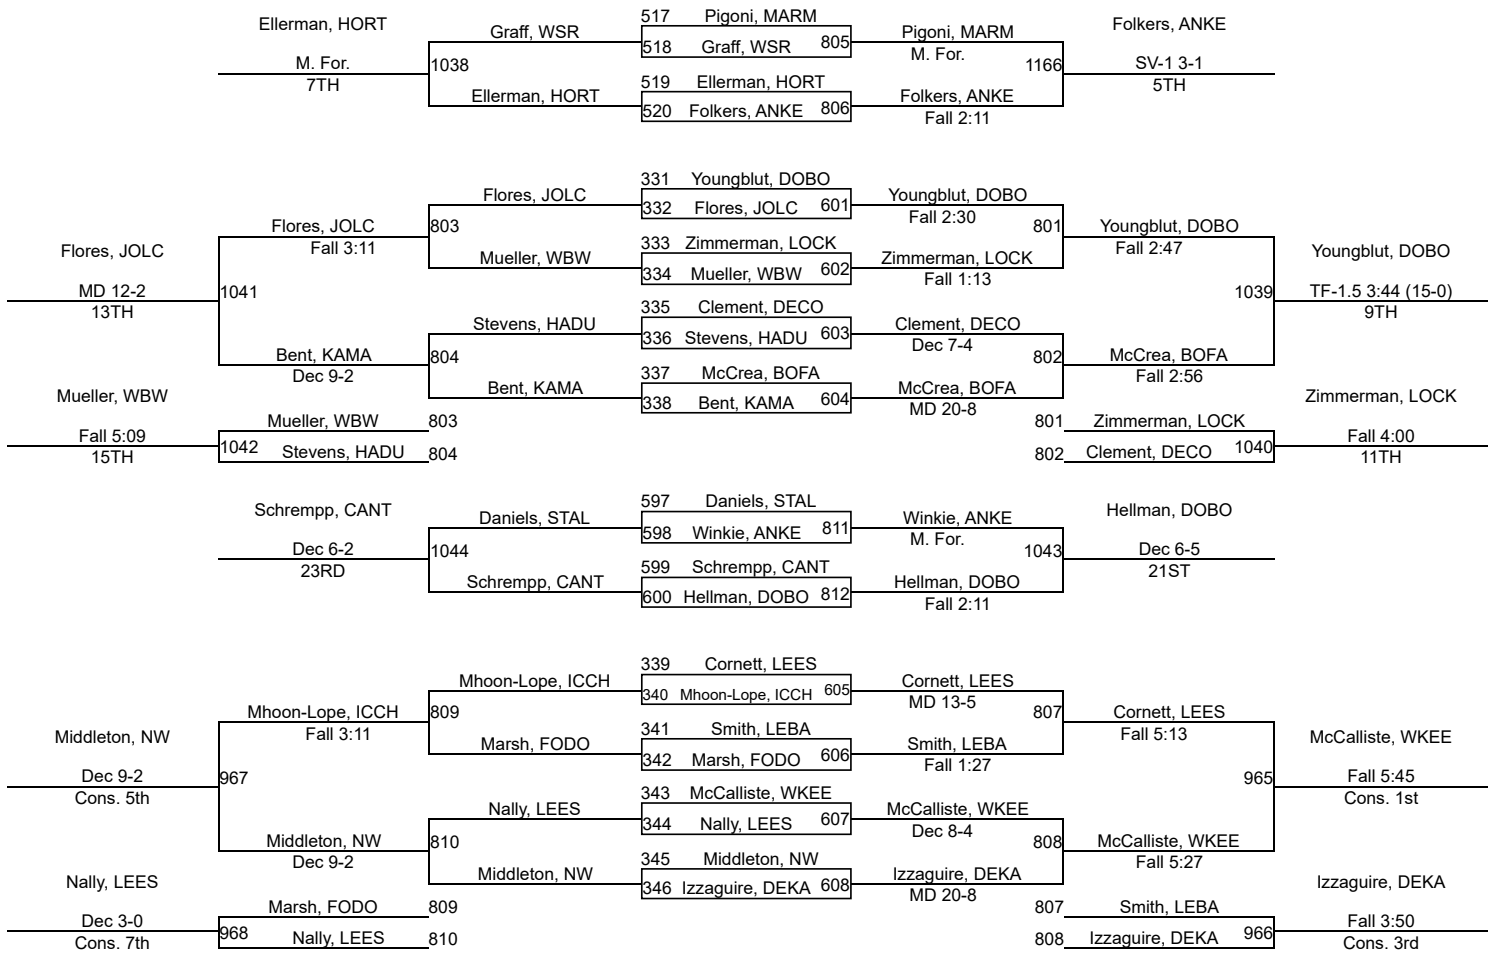 517 Pigoni, MARM
Ellerman, HORT
Folkers, ANKE
Graff, WSR
Pigoni, MARM
518 Graff, WSR 805
M. For.
M. For.
1038
1166
SV-1 3-1
7TH
5TH
519 Ellerman, HORT
Ellerman, HORT
Folkers, ANKE
520 Folkers, ANKE 806
Fall 2:11
331 Youngblut, DOBO
Flores, JOLC
Youngblut, DOBO
332 Flores, JOLC 601
Fall 2:30
Flores, JOLC
803
801
Youngblut, DOBO
333 Zimmerman, LOCK
Fall 3:11
Fall 2:47
Flores, JOLC
Youngblut, DOBO
Mueller, WBW
Zimmerman, LOCK
334 Mueller, WBW 602
Fall 1:13
MD 12-2
1041
1039
TF-1.5 3:44 (15-0)
13TH
9TH
335 Clement, DECO
Stevens, HADU
Clement, DECO
336 Stevens, HADU 603
Dec 7-4
Bent, KAMA
804
802
McCrea, BOFA
337 McCrea, BOFA
Dec 9-2
Fall 2:56
Bent, KAMA
McCrea, BOFA
Mueller, WBW
Zimmerman, LOCK
338 Bent, KAMA 604
MD 20-8
Mueller, WBW 803
801 Zimmerman, LOCK
Fall 5:09
Fall 4:00
1042 Stevens, HADU 804
802 Clement, DECO 1040
15TH
11TH
597 Daniels, STAL
Schrempp, CANT
Hellman, DOBO
Daniels, STAL
Winkie, ANKE
598 Winkie, ANKE 811
M. For.
Dec 6-2
1044
1043
Dec 6-5
23RD
21ST
599 Schrempp, CANT
Schrempp, CANT
Hellman, DOBO
600 Hellman, DOBO 812
Fall 2:11
339 Cornett, LEES
Mhoon-Lope, ICCH
Cornett, LEES
340 Mhoon-Lope, ICCH 605
MD 13-5
Mhoon-Lope, ICCH
809
807
Cornett, LEES
341 Smith, LEBA
Fall 3:11
Fall 5:13
Middleton, NW
McCalliste, WKEE
Marsh, FODO
Smith, LEBA
342 Marsh, FODO 606
Fall 1:27
Dec 9-2
967
965
Fall 5:45
Cons. 5th
Cons. 1st
343 McCalliste, WKEE
Nally, LEES
McCalliste, WKEE
344 Nally, LEES 607
Dec 8-4
Middleton, NW
810
808
McCalliste, WKEE
345 Middleton, NW
Dec 9-2
Fall 5:27
Middleton, NW
Izzaguire, DEKA
Nally, LEES
Izzaguire, DEKA
346 Izzaguire, DEKA 608
MD 20-8
Marsh, FODO 809
807 Smith, LEBA
Dec 3-0
Fall 3:50
968 Nally, LEES 810
808 Izzaguire, DEKA 966
Cons. 7th
Cons. 3rd